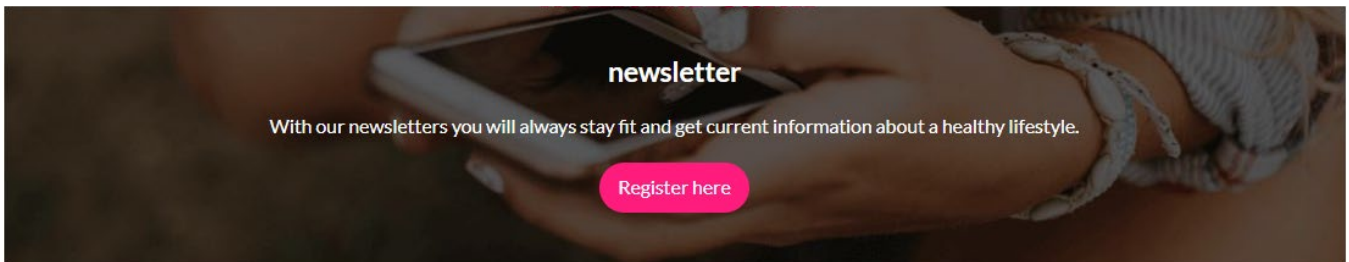 newsletter
With our newsletters you will always stay fit and get current information about a healthy lifestyle.
Register here